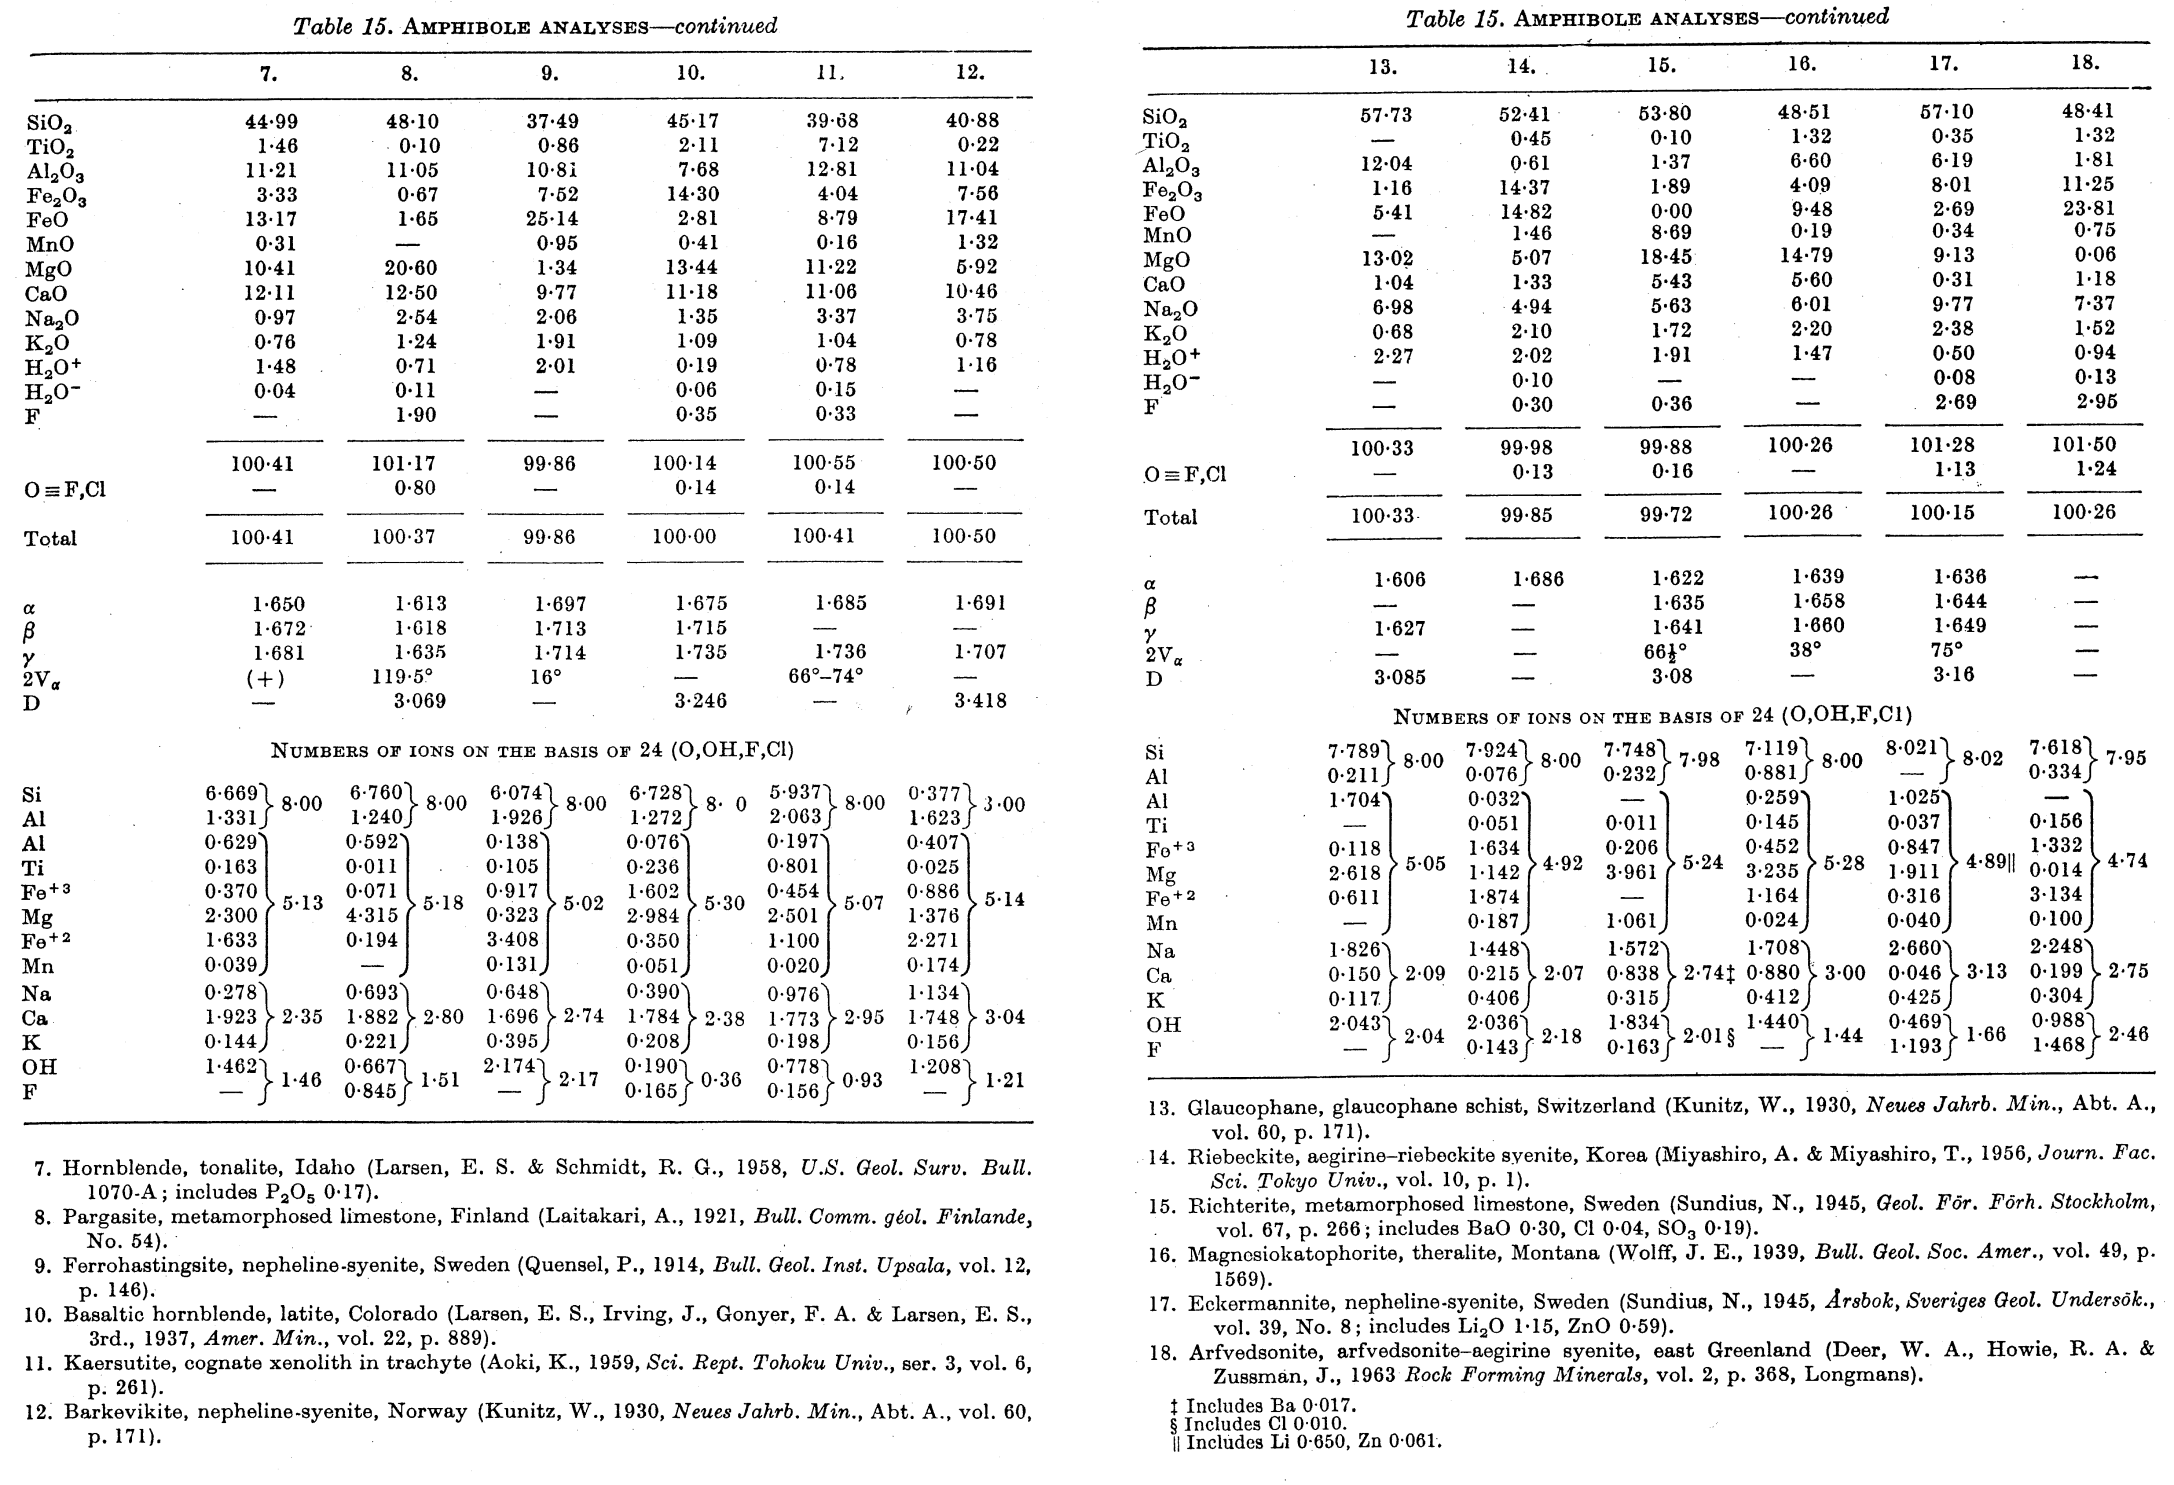 Table 15. AMPHIBOLE ANALYSES—continued
7. 8. 9. 10. 11. 12.
SiO₂ 44·99 48·10 37·49 45·17 39·68 40·88
TiO₂ 1·46 0·10 0·86 2·11 7·12 0·22
Al₂O₃ 11·21 11·05 10·81 7·68 12·81 11·04
Fe₂O₃ 3·33 0·67 7·52 14·30 4·04 7·56
FeO 13·17 1·65 25·14 2·81 8·79 17·41
MnO 0·31 — 0·95 0·41 0·16 1·32
MgO 10·41 20·60 1·34 13·44 11·22 5·92
CaO 12·11 12·50 9·77 11·18 11·06 10·46
Na₂O 0·97 2·54 2·06 1·35 3·37 3·75
K₂O 0·76 1·24 1·91 1·09 1·04 0·78
H₂O⁺ 1·48 0·71 2·01 0·19 0·78 1·16
H₂O⁻ 0·04 0·11 — 0·06 0·15 —
F — 1·90 — 0·35 0·33 —
100·41 101·17 99·86 100·14 100·55 100·50
O≡F,Cl — 0·80 — 0·14 0·14 —
Total 100·41 100·37 99·86 100·00 100·41 100·50
α 1·650 1·613 1·697 1·675 1·685 1·691
β 1·672 1·618 1·713 1·715 — —
γ 1·681 1·635 1·714 1·735 1·736 1·707
2Vα (+) 119·5° 16° — 66°–74° —
D — 3·069 — 3·246 — 3·418
NUMBERS OF IONS ON THE BASIS OF 24 (O,OH,F,Cl)
Si 6·669 6·760 6·074 6·728 5·937 0·377
8·00 8·00 8·00 8· 0 8·00 3·00
Al 1·331 1·240 1·926 1·272 2·063 1·623
Al 0·629 0·592 0·138 0·076 0·197 0·407
Ti 0·163 0·011 0·105 0·236 0·801 0·025
Fe⁺³ 0·370 0·071 0·917 1·602 0·454 0·886
5·13 5·18 5·02 5·30 5·07 5·14
Mg 2·300 4·315 0·323 2·984 2·501 1·376
Fe⁺² 1·633 0·194 3·408 0·350 1·100 2·271
Mn 0·039 — 0·131 0·051 0·020 0·174
Na 0·278 0·693 0·648 0·390 0·976 1·134
Ca 1·923 2·35 1·882 2·80 1·696 2·74 1·784 2·38 1·773 2·95 1·748 3·04
K 0·144 0·221 0·395 0·208 0·198 0·156
OH 1·462 0·667 2·174 0·190 0·778 1·208
1·46 1·51 2·17 0·36 0·93 1·21
F — 0·845 — 0·165 0·156 —
7. Hornblende, tonalite, Idaho (Larsen, E. S. & Schmidt, R. G., 1958, U.S. Geol. Surv. Bull.
1070-A; includes P₂O₅ 0·17).
8. Pargasite, metamorphosed limestone, Finland (Laitakari, A., 1921, Bull. Comm. géol. Finlande,
No. 54).
9. Ferrohastingsite, nepheline-syenite, Sweden (Quensel, P., 1914, Bull. Geol. Inst. Upsala, vol. 12,
p. 146).
10. Basaltic hornblende, latite, Colorado (Larsen, E. S., Irving, J., Gonyer, F. A. & Larsen, E. S.,
3rd., 1937, Amer. Min., vol. 22, p. 889).
11. Kaersutite, cognate xenolith in trachyte (Aoki, K., 1959, Sci. Rept. Tohoku Univ., ser. 3, vol. 6,
p. 261).
12. Barkevikite, nepheline-syenite, Norway (Kunitz, W., 1930, Neues Jahrb. Min., Abt. A., vol. 60,
p. 171).
Table 15. AMPHIBOLE ANALYSES—continued
13. 14. 15. 16. 17. 18.
SiO₂ 57·73 52·41 53·80 48·51 57·10 48·41
TiO₂ — 0·45 0·10 1·32 0·35 1·32
Al₂O₃ 12·04 0·61 1·37 6·60 6·19 1·81
Fe₂O₃ 1·16 14·37 1·89 4·09 8·01 11·25
FeO 5·41 14·82 0·00 9·48 2·69 23·81
MnO — 1·46 8·69 0·19 0·34 0·75
MgO 13·02 5·07 18·45 14·79 9·13 0·06
CaO 1·04 1·33 5·43 5·60 0·31 1·18
Na₂O 6·98 4·94 5·63 6·01 9·77 7·37
K₂O 0·68 2·10 1·72 2·20 2·38 1·52
H₂O⁺ 2·27 2·02 1·91 1·47 0·50 0·94
H₂O⁻ — 0·10 — — 0·08 0·13
F — 0·30 0·36 — 2·69 2·95
100·33 99·98 99·88 100·26 101·28 101·50
O≡F,Cl — 0·13 0·16 — 1·13 1·24
Total 100·33 99·85 99·72 100·26 100·15 100·26
α 1·606 1·686 1·622 1·639 1·636 —
β — — 1·635 1·658 1·644 —
γ 1·627 — 1·641 1·660 1·649 —
2Vα — — 66½° 38° 75° —
D 3·085 — 3·08 — 3·16 —
NUMBERS OF IONS ON THE BASIS OF 24 (O,OH,F,Cl)
Si 7·789 7·924 7·748 7·119 8·021 7·618
8·00 8·00 7·98 8·00 8·02 7·95
Al 0·211 0·076 0·232 0·881 — 0·334
Al 1·704 0·032 — 0·259 1·025 —
Ti — 0·051 0·011 0·145 0·037 0·156
Fe⁺³ 0·118 1·634 0·206 0·452 0·847 1·332
5·05 4·92 5·24 5·28 4·89‖ 4·74
Mg 2·618 1·142 3·961 3·235 1·911 0·014
Fe⁺² 0·611 1·874 — 1·164 0·316 3·134
Mn — 0·187 1·061 0·024 0·040 0·100
Na 1·826 1·448 1·572 1·708 2·660 2·248
Ca 0·150 2·09 0·215 2·07 0·838 2·74‡ 0·880 3·00 0·046 3·13 0·199 2·75
K 0·117 0·406 0·315 0·412 0·425 0·304
OH 2·043 2·036 1·834 1·440 0·469 0·988
2·04 2·18 2·01§ 1·44 1·66 2·46
F — 0·143 0·163 — 1·193 1·468
13. Glaucophane, glaucophane schist, Switzerland (Kunitz, W., 1930, Neues Jahrb. Min., Abt. A.,
vol. 60, p. 171).
14. Riebeckite, aegirine–riebeckite syenite, Korea (Miyashiro, A. & Miyashiro, T., 1956, Journ. Fac.
Sci. Tokyo Univ., vol. 10, p. 1).
15. Richterite, metamorphosed limestone, Sweden (Sundius, N., 1945, Geol. För. Förh. Stockholm,
vol. 67, p. 266; includes BaO 0·30, Cl 0·04, SO₃ 0·19).
16. Magnesiokatophorite, theralite, Montana (Wolff, J. E., 1939, Bull. Geol. Soc. Amer., vol. 49, p.
1569).
17. Eckermannite, nepheline-syenite, Sweden (Sundius, N., 1945, Årsbok, Sveriges Geol. Undersök.,
vol. 39, No. 8; includes Li₂O 1·15, ZnO 0·59).
18. Arfvedsonite, arfvedsonite–aegirine syenite, east Greenland (Deer, W. A., Howie, R. A. &
Zussman, J., 1963 Rock Forming Minerals, vol. 2, p. 368, Longmans).
‡ Includes Ba 0·017.
§ Includes Cl 0·010.
‖ Includes Li 0·650, Zn 0·061.